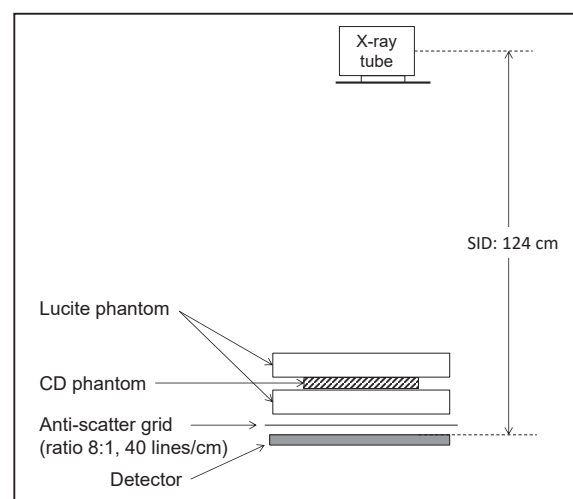 X-ray
tube
SID: 124 cm
Lucite phantom
CD phantom
Anti-scatter grid
(ratio 8:1, 40 lines/cm)
Detector